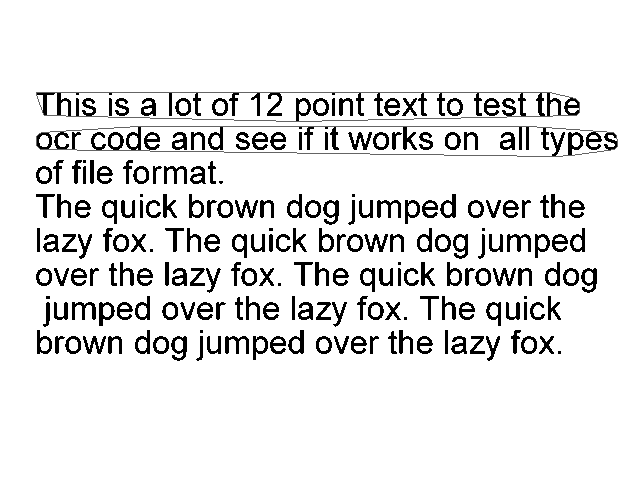 This is a lot of 12 point text to test the
ocr code and see if it works on  all types
of file format.
The quick brown dog jumped over the
lazy fox. The quick brown dog jumped
over the lazy fox. The quick brown dog
 jumped over the lazy fox. The quick
brown dog jumped over the lazy fox.